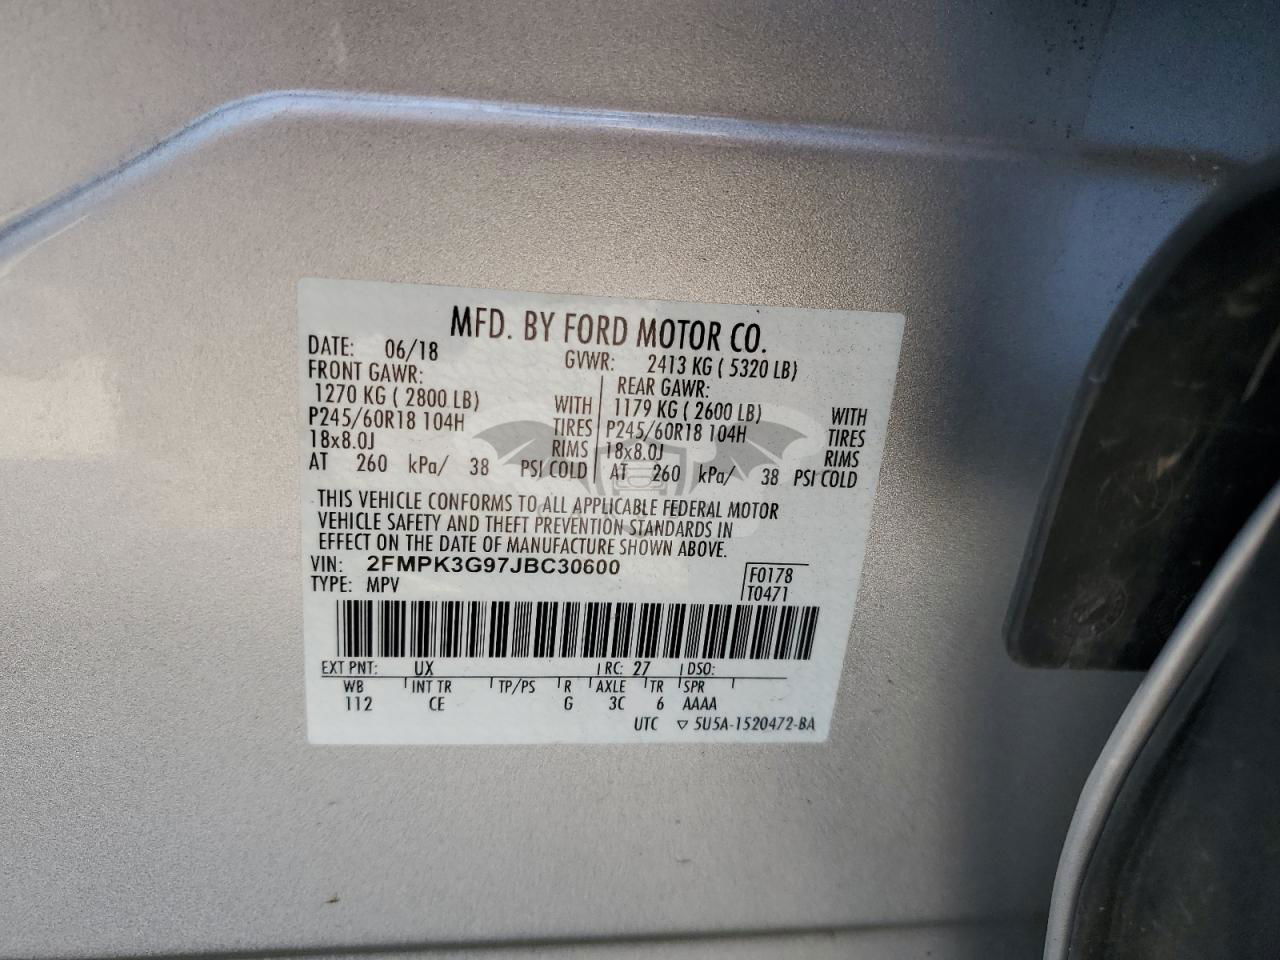 MFD. BY FORD MOTOR CO.
DATE: 06/18 GVWR: 2413 KG ( 5320 LB)
FRONT GAWR: REAR GAWR:
1270 KG ( 2800 LB) WITH 1179 KG ( 2600 LB) WITH
P245/60R18 104H TIRES P245/60R18 104H TIRES
18x8.0J RIMS 18x8.0J RIMS
AT 260 kPa/ 38 PSI COLD AT 260 kPa/ 38 PSI COLD
THIS VEHICLE CONFORMS TO ALL APPLICABLE FEDERAL MOTOR
VEHICLE SAFETY AND THEFT PREVENTION STANDARDS IN
EFFECT ON THE DATE OF MANUFACTURE SHOWN ABOVE.
VIN: 2FMPK3G97JBC30600 F0178
TYPE: MPV T0471
EXT PNT: UX RC: 27 DSO:
WB INT TR TP/PS R AXLE TR SPR
112 CE G 3C 6 AAAA
UTC ▽ 5U5A-1520472-BA